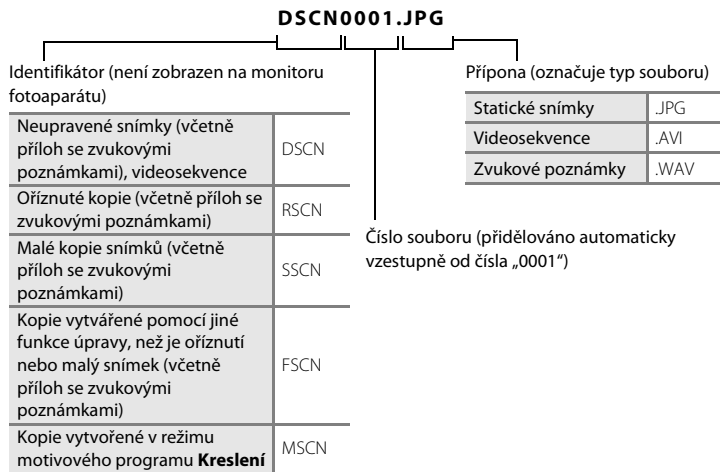 DSCN0001.JPG
Identifikátor (není zobrazen na monitoru
fotoaparátu)
Neupravené snímky (včetně
příloh se zvukovými
poznámkami), videosekvence
DSCN
Oříznuté kopie (včetně příloh se
zvukovými poznámkami)
RSCN
Malé kopie snímků (včetně
příloh se zvukovými
poznámkami)
SSCN
Kopie vytvářené pomocí jiné
funkce úpravy, než je oříznutí
nebo malý snímek (včetně
příloh se zvukovými
poznámkami)
FSCN
Kopie vytvořené v režimu
motivového programu Kreslení
MSCN
Přípona (označuje typ souboru)
Statické snímky .JPG
Videosekvence .AVI
Zvukové poznámky .WAV
Číslo souboru (přidělováno automaticky
vzestupně od čísla „0001“)